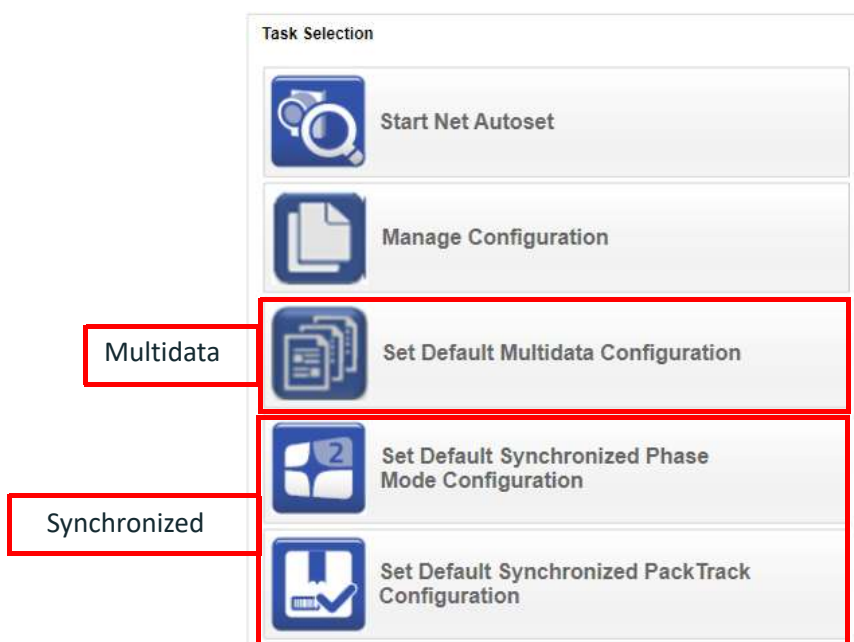 Task Selection
Start Net Autoset
Manage Configuration
Multidata
Set Default Multidata Configuration
2
Set Default Synchronized Phase
Mode Configuration
Synchronized
Set Default Synchronized PackTrack
Configuration